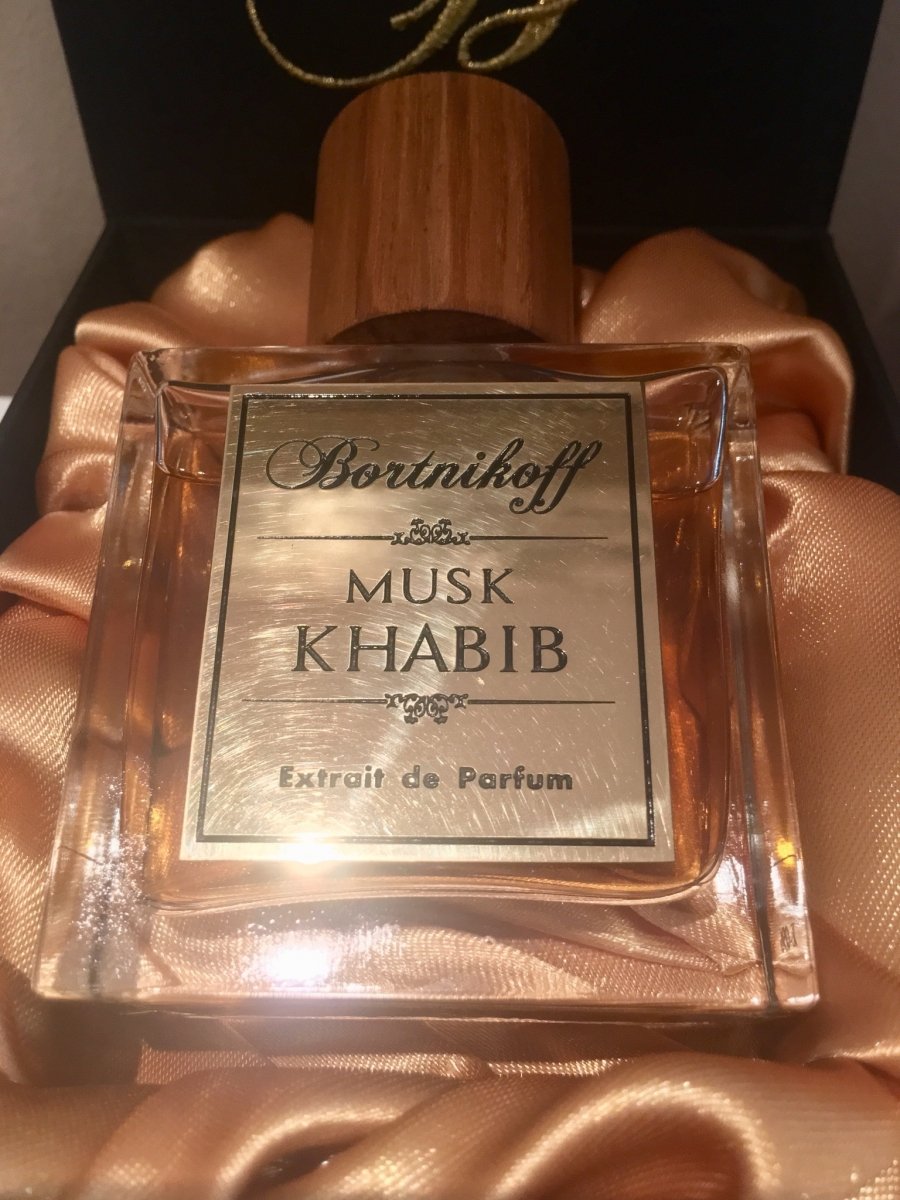 Bortnikoff
MUSK
KHABIB
Extrait de Parfum